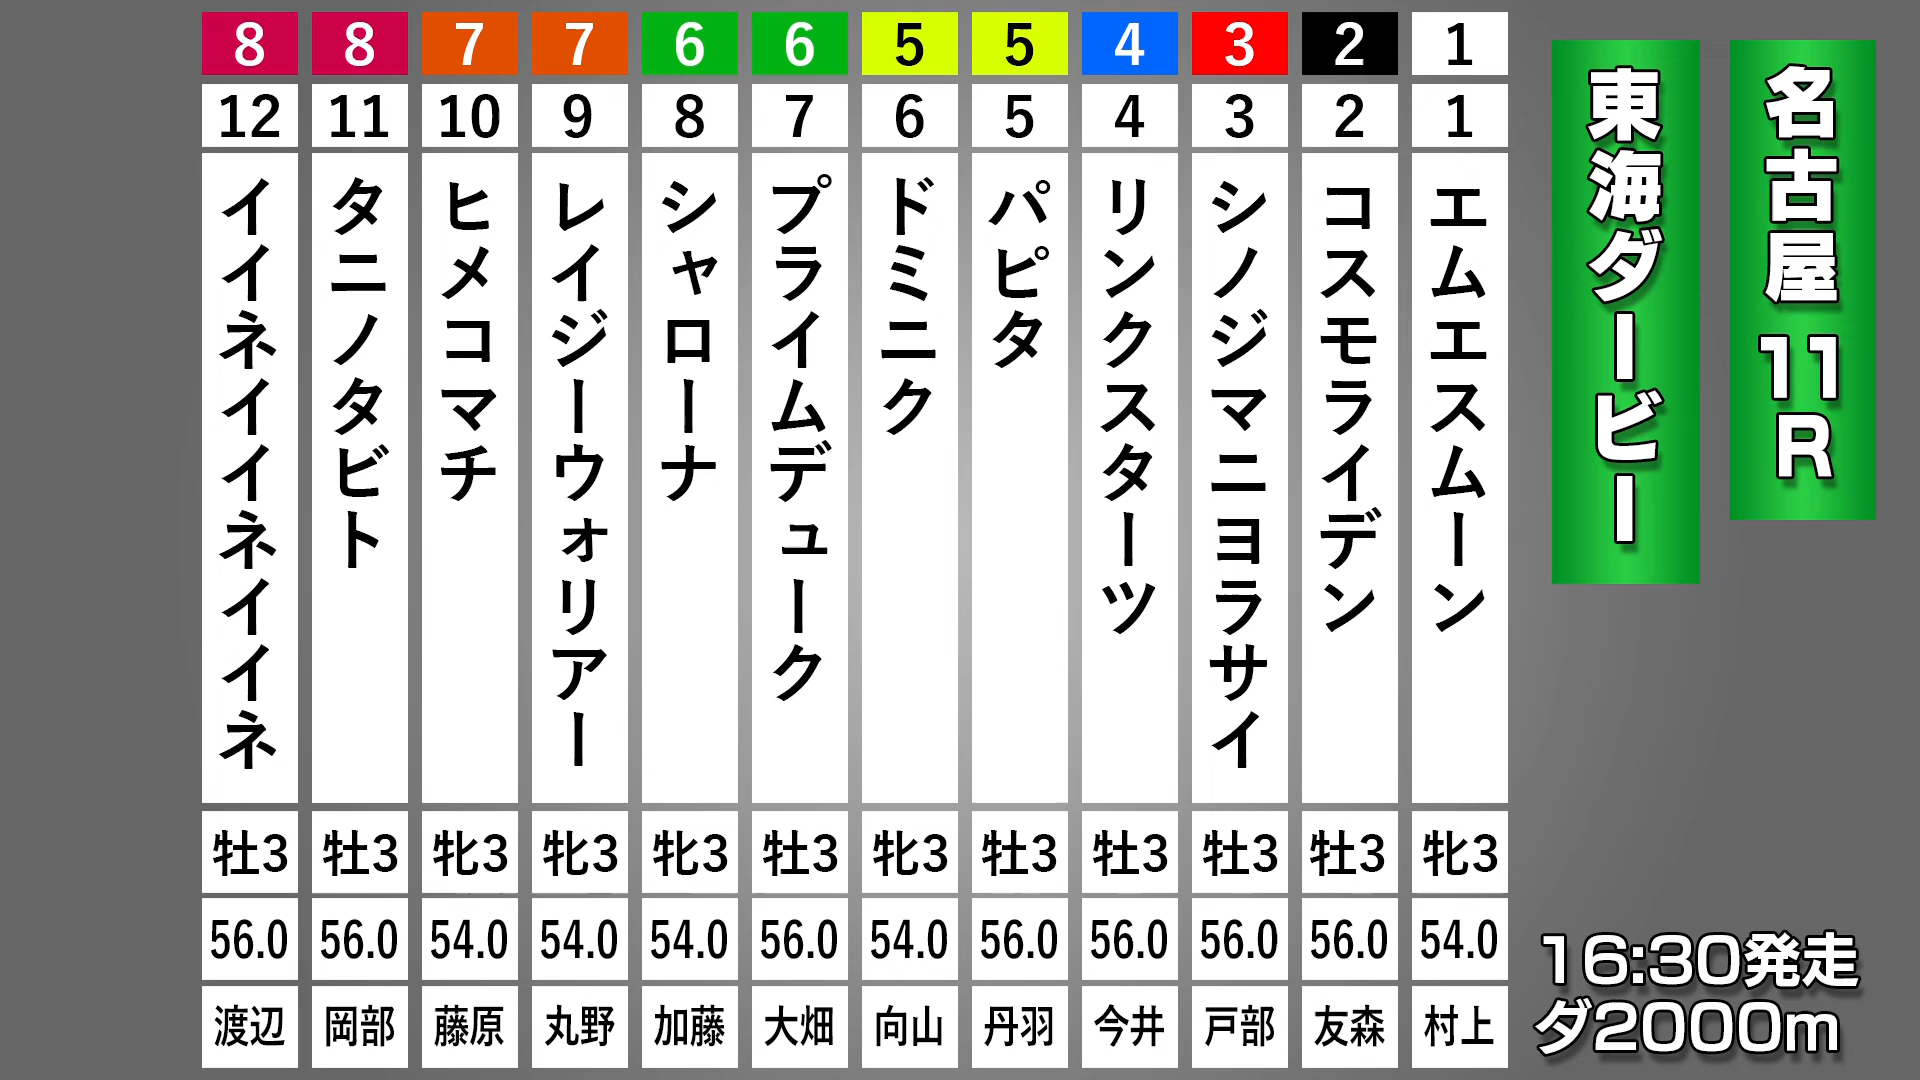 名古屋 11R
東海ダービー
1 1 エムエスムーン 牝3 54.0 村上
2 2 コスモライデン 牡3 56.0 友森
3 3 シノジマニヨラサイ 牡3 56.0 戸部
4 4 リンクスターツ 牡3 56.0 今井
5 5 パピタ 牡3 56.0 丹羽
5 6 ドミニク 牝3 54.0 向山
6 7 プライムデューク 牡3 56.0 大畑
6 8 シャローナ 牝3 54.0 加藤
7 9 レイジーウォリアー 牝3 54.0 丸野
7 10 ヒメコマチ 牝3 54.0 藤原
8 11 タニノタビト 牡3 56.0 岡部
8 12 イイネイイネイイネ 牡3 56.0 渡辺
16:30発走
ダ2000m